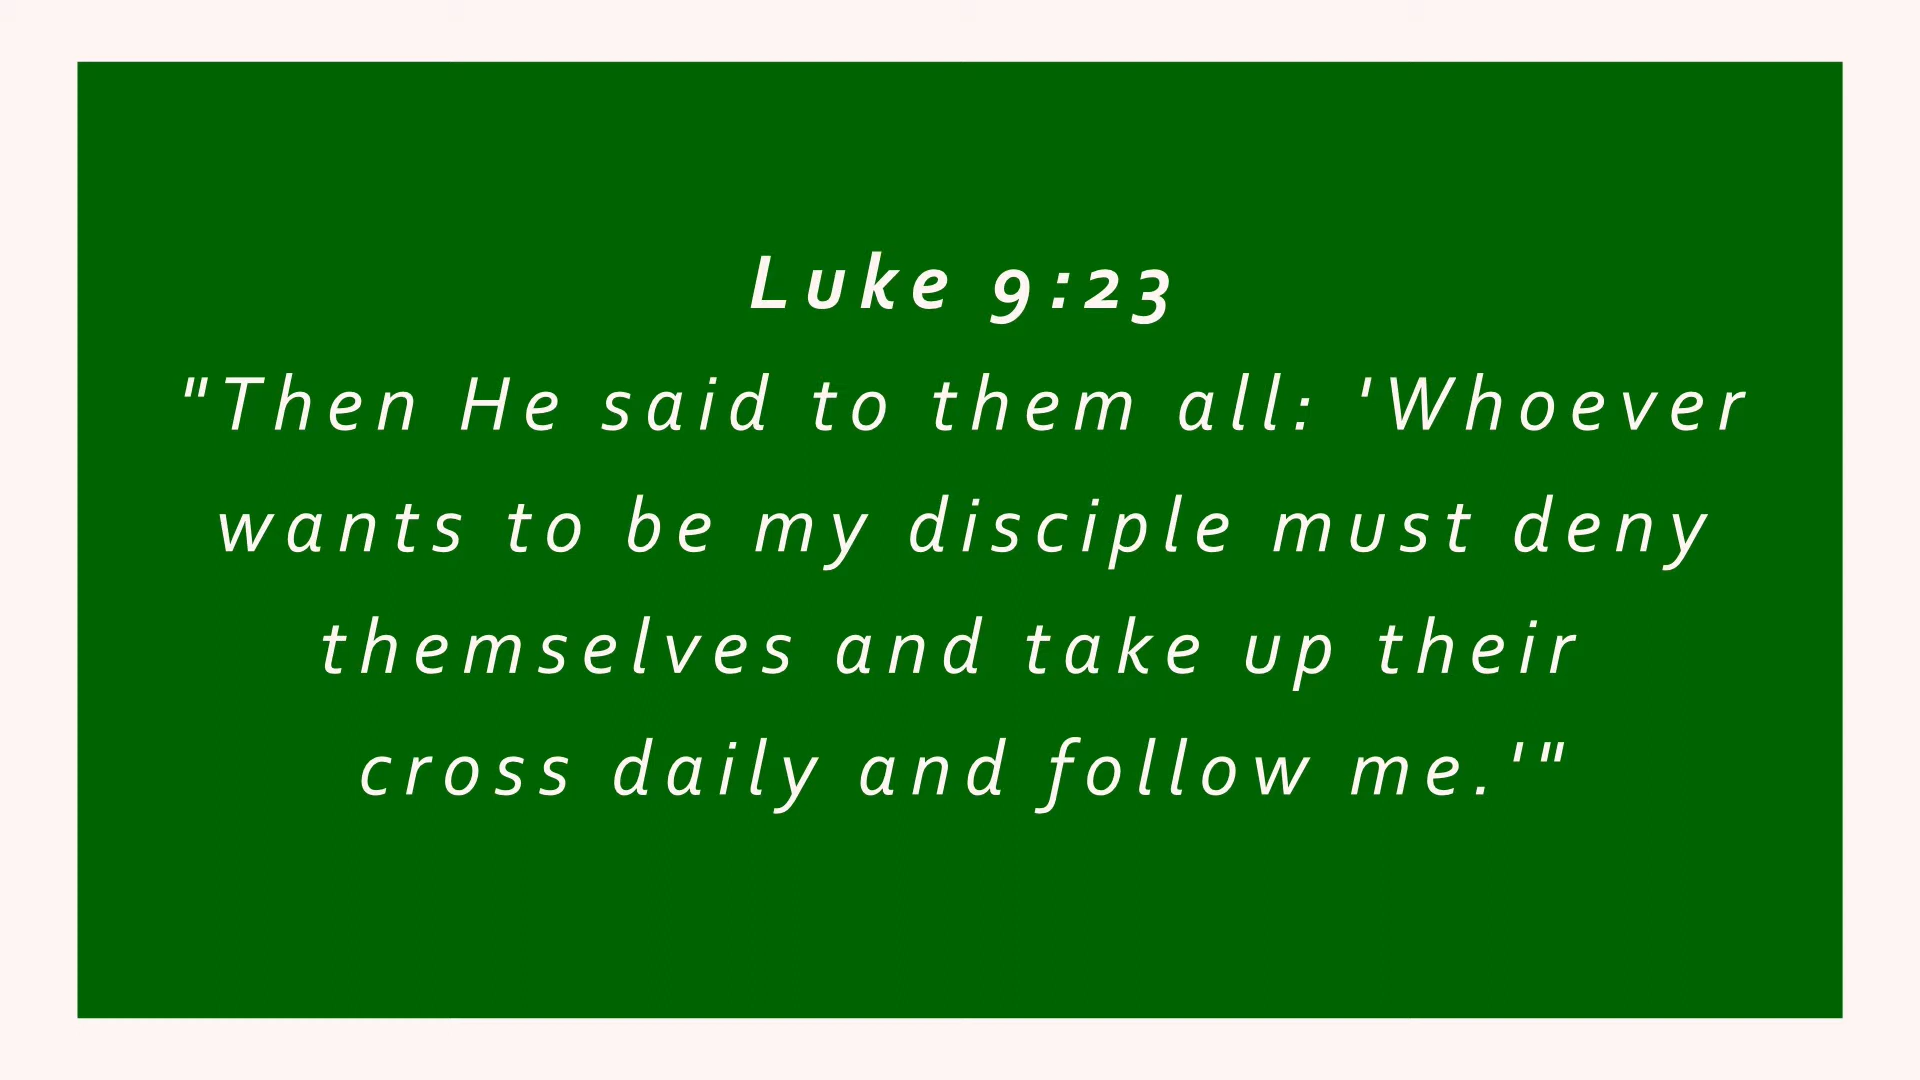 Luke 9:23
"Then He said to them all: 'Whoever
wants to be my disciple must deny
themselves and take up their
cross daily and follow me.'"